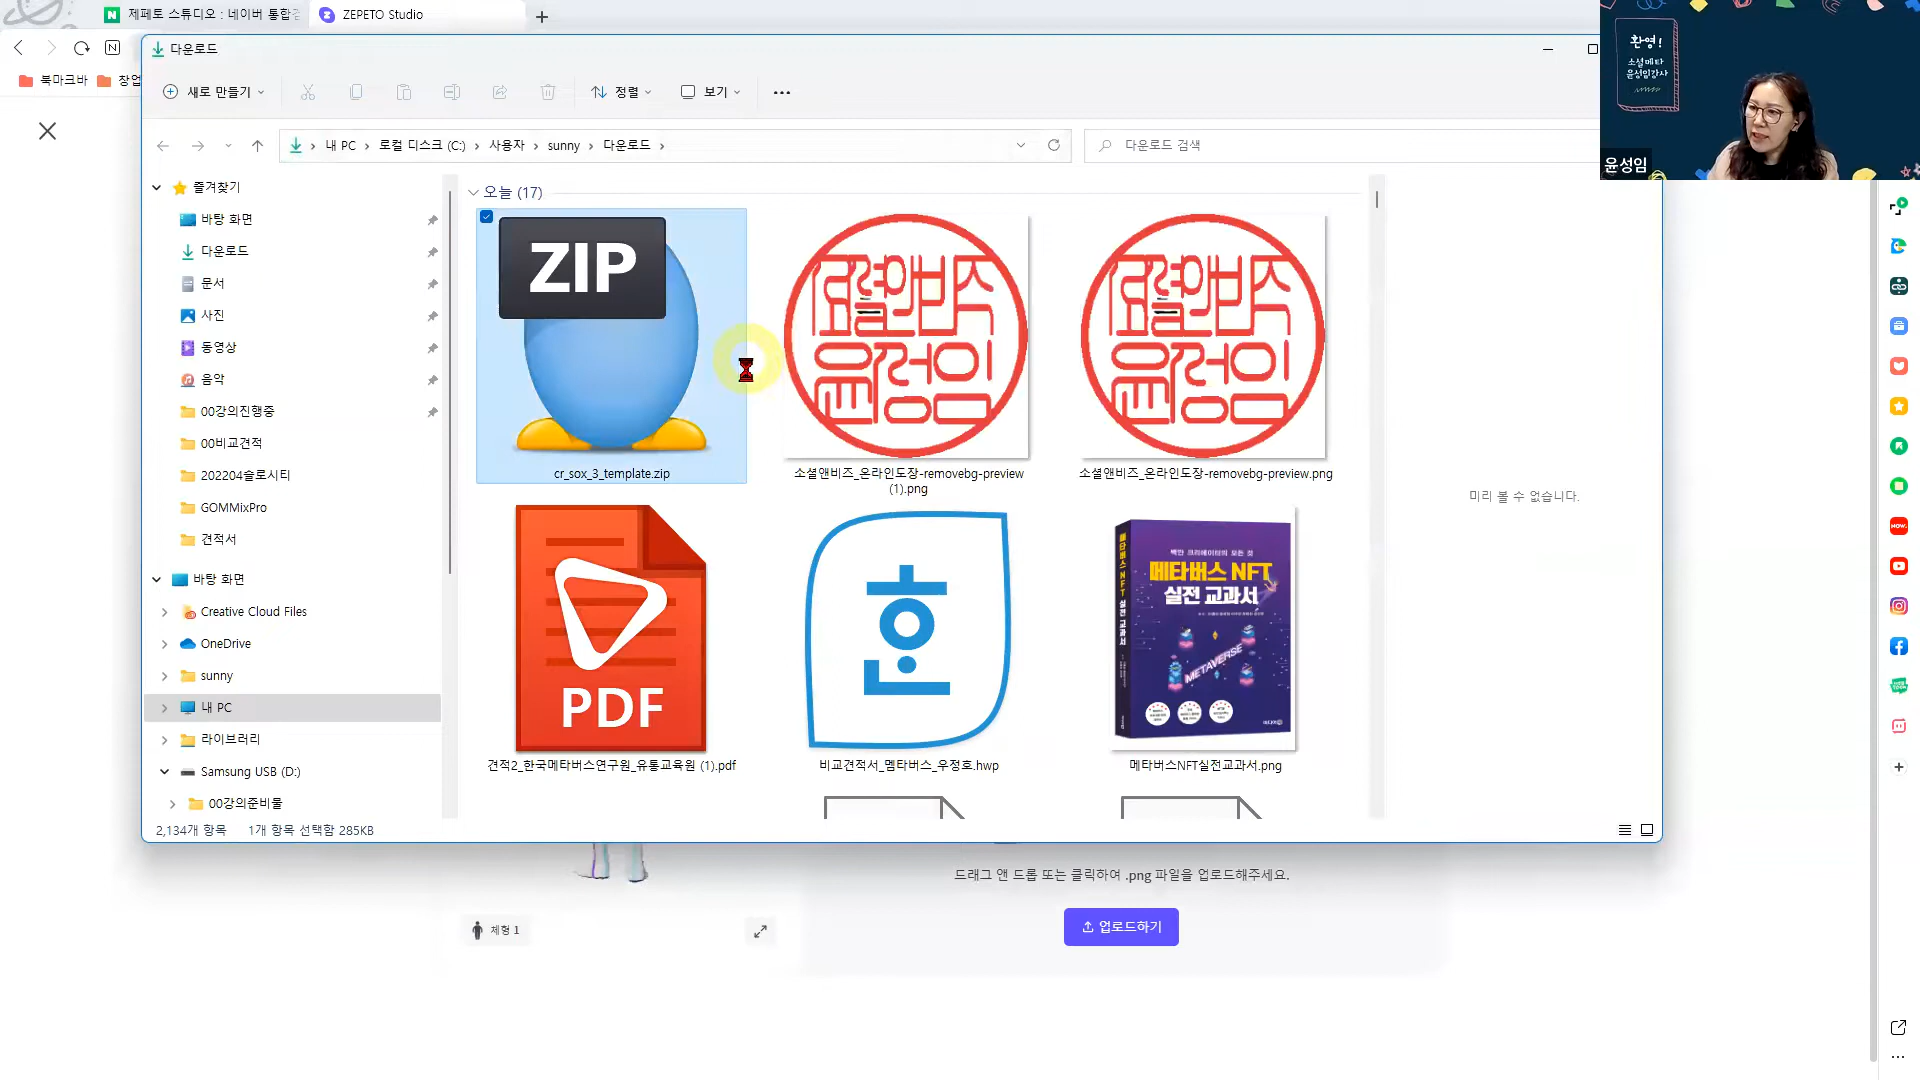 제페토 스튜디오 : 네이버 통합검
ZEPETO Studio
북마크바
창업
다운로드
새로 만들기
정렬
보기
내 PC
로컬 디스크 (C:)
사용자
sunny
다운로드
다운로드 검색
환영!
소셜메타
윤성임강사
윤성임
즐겨찾기
바탕 화면
다운로드
문서
사진
동영상
음악
00강의진행중
00비교견적
202204슬로시티
GOMMixPro
견적서
바탕 화면
Creative Cloud Files
OneDrive
sunny
내 PC
라이브러리
Samsung USB (D:)
00강의준비물
오늘 (17)
ZIP
cr_sox_3_template.zip
소셜앤비즈_온라인도장-removebg-preview
(1).png
소셜앤비즈_온라인도장-removebg-preview.png
PDF
견적2_한국메타버스연구원_유통교육원 (1).pdf
한
비교견적서_멤타버스_우정호.hwp
메타버스 NFT
실전 교과서
METAVERSE
메타버스NFT실전교과서.png
미리 볼 수 없습니다.
2,134개 항목
1개 항목 선택함 285KB
드래그 앤 드롭 또는 클릭하여 .png 파일을 업로드해주세요.
체형 1
업로드하기